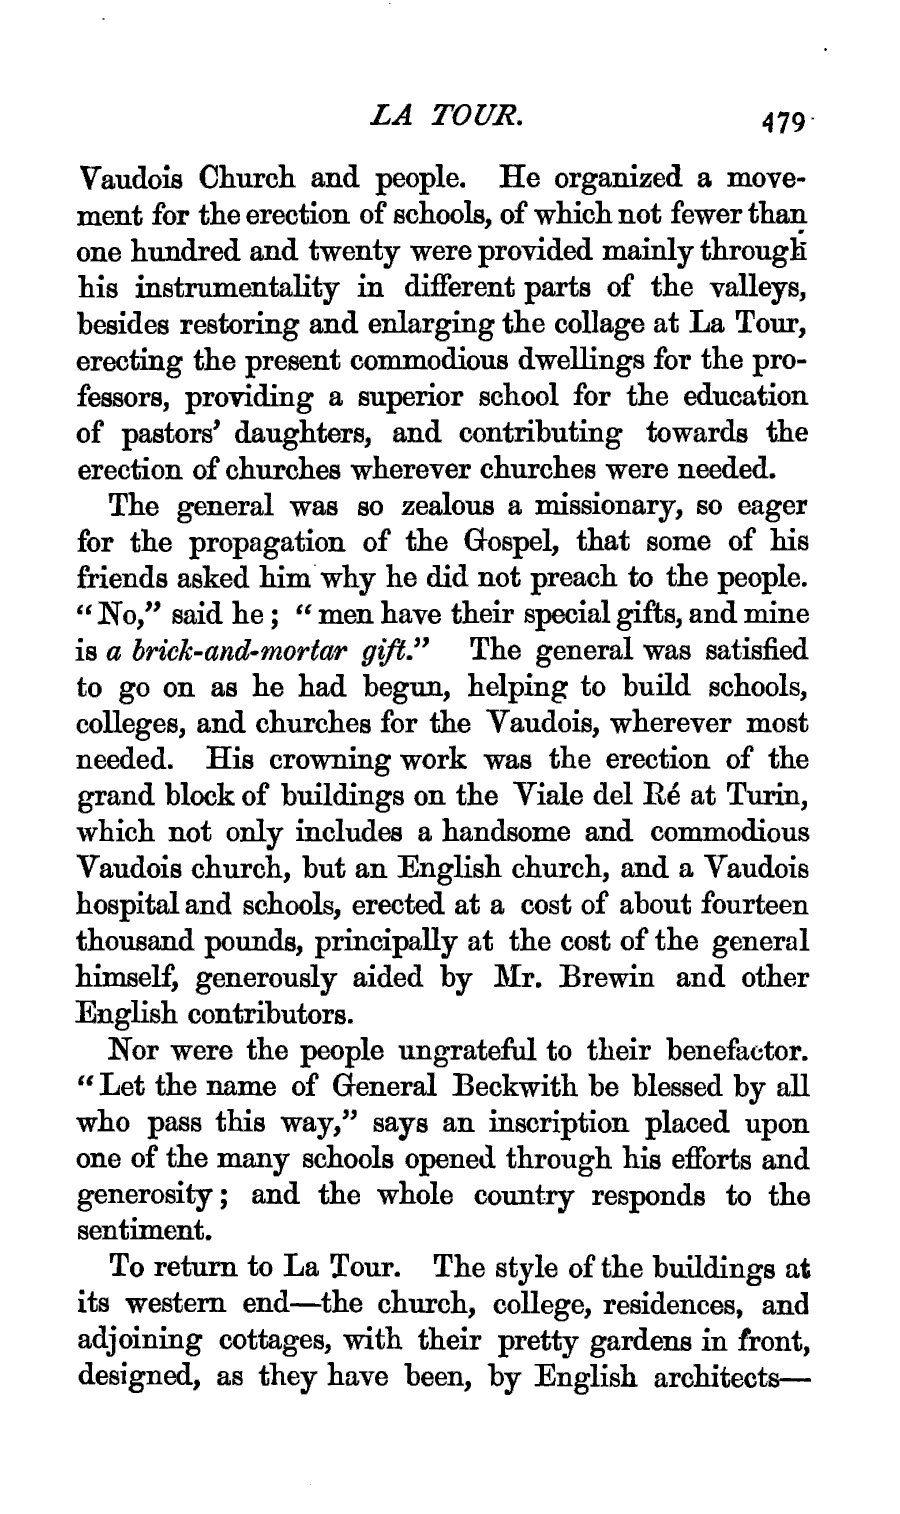 LA TOUR. 479
Vaudois Church and people. He organized a move-
ment for the erection of schools, of which not fewer than
one hundred and twenty were provided mainly through
his instrumentality in different parts of the valleys,
besides restoring and enlarging the collage at La Tour,
erecting the present commodious dwellings for the pro-
fessors, providing a superior school for the education
of pastors' daughters, and contributing towards the
erection of churches wherever churches were needed.
The general was so zealous a missionary, so eager
for the propagation of the Gospel, that some of his
friends asked him why he did not preach to the people.
“No,” said he; “men have their special gifts, and mine
is a brick-and-mortar gift.” The general was satisfied
to go on as he had begun, helping to build schools,
colleges, and churches for the Vaudois, wherever most
needed. His crowning work was the erection of the
grand block of buildings on the Viale del Ré at Turin,
which not only includes a handsome and commodious
Vaudois church, but an English church, and a Vaudois
hospital and schools, erected at a cost of about fourteen
thousand pounds, principally at the cost of the general
himself, generously aided by Mr. Brewin and other
English contributors.
Nor were the people ungrateful to their benefactor.
“Let the name of General Beckwith be blessed by all
who pass this way,” says an inscription placed upon
one of the many schools opened through his efforts and
generosity; and the whole country responds to the
sentiment.
To return to La Tour. The style of the buildings at
its western end—the church, college, residences, and
adjoining cottages, with their pretty gardens in front,
designed, as they have been, by English architects—